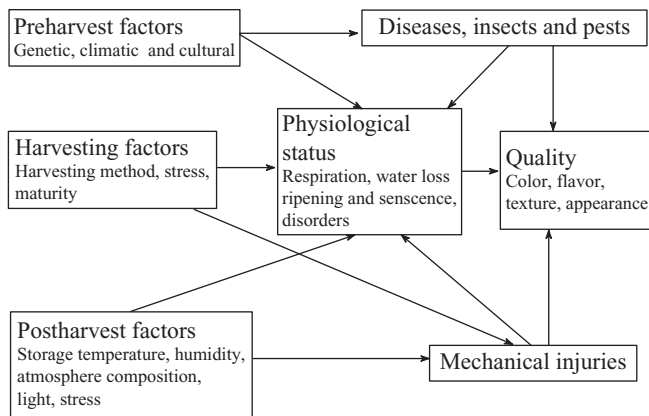 Preharvest factors
Genetic, climatic and cultural
Diseases, insects and pests
Harvesting factors
Harvesting method, stress,
maturity
Physiological
status
Respiration, water loss
ripening and senscence,
disorders
Quality
Color, flavor,
texture, appearance
Postharvest factors
Storage temperature, humidity,
atmosphere composition,
light, stress
Mechanical injuries